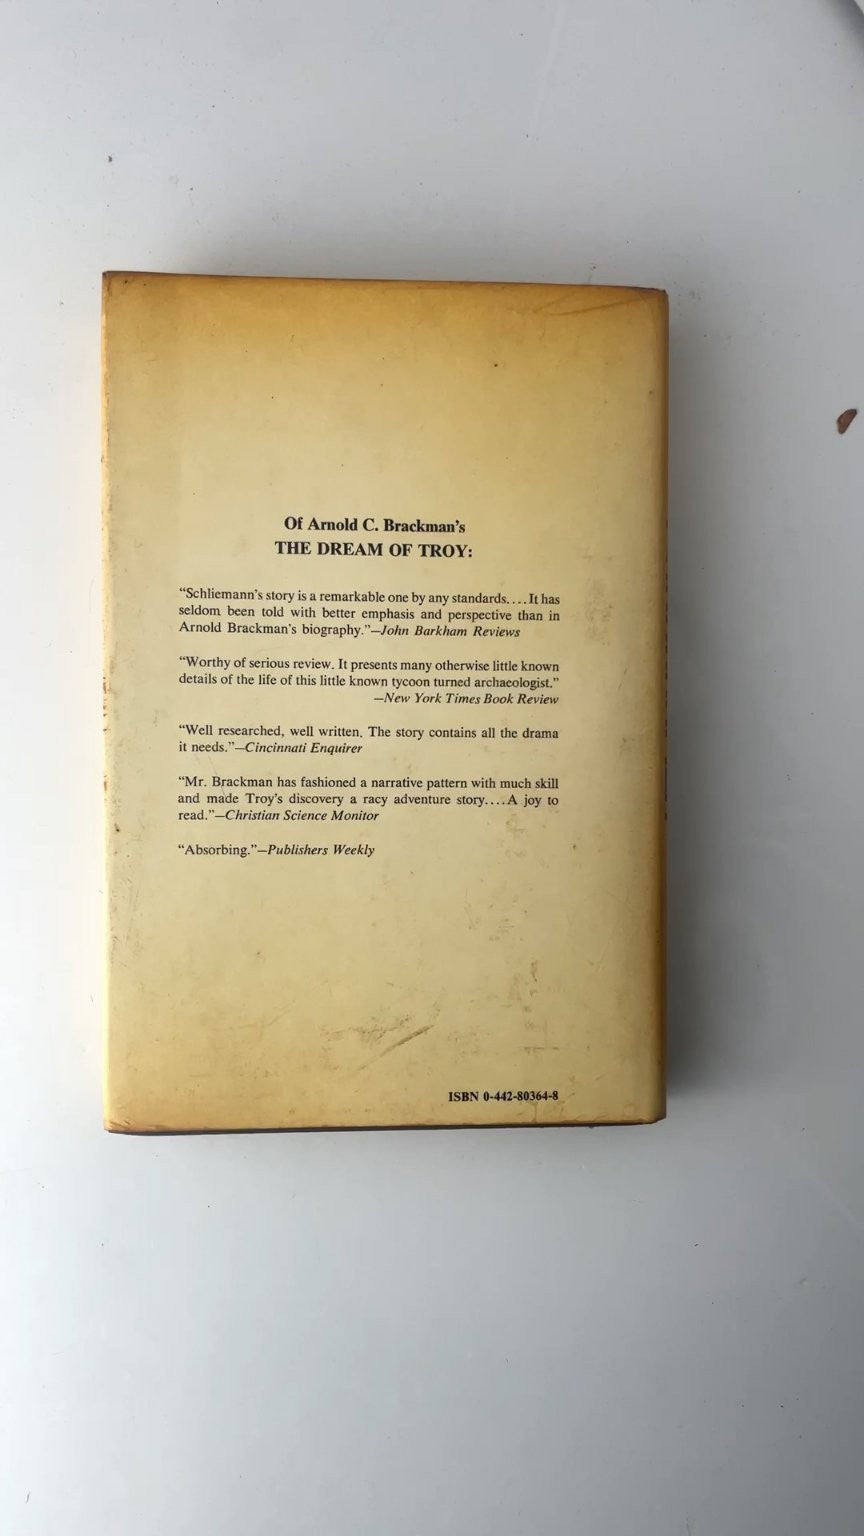 Of Arnold C. Brackman's
THE DREAM OF TROY:
“Schliemann's story is a remarkable one by any standards. . . . It has
seldom been told with better emphasis and perspective than in
Arnold Brackman's biography.”—John Barkham Reviews
“Worthy of serious review. It presents many otherwise little known
details of the life of this little known tycoon turned archaeologist.”
—New York Times Book Review
“Well researched, well written. The story contains all the drama
it needs.”—Cincinnati Enquirer
“Mr. Brackman has fashioned a narrative pattern with much skill
and made Troy's discovery a racy adventure story. . . . A joy to
read.”—Christian Science Monitor
“Absorbing.”—Publishers Weekly
ISBN 0-442-80364-8